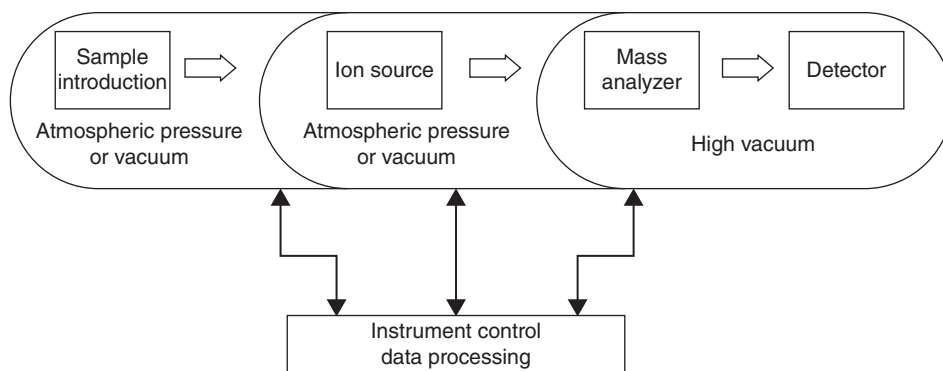 Sample
introduction
Atmospheric pressure
or vacuum
Ion source
Atmospheric pressure
or vacuum
Mass
analyzer
Detector
High vacuum
Instrument control
data processing